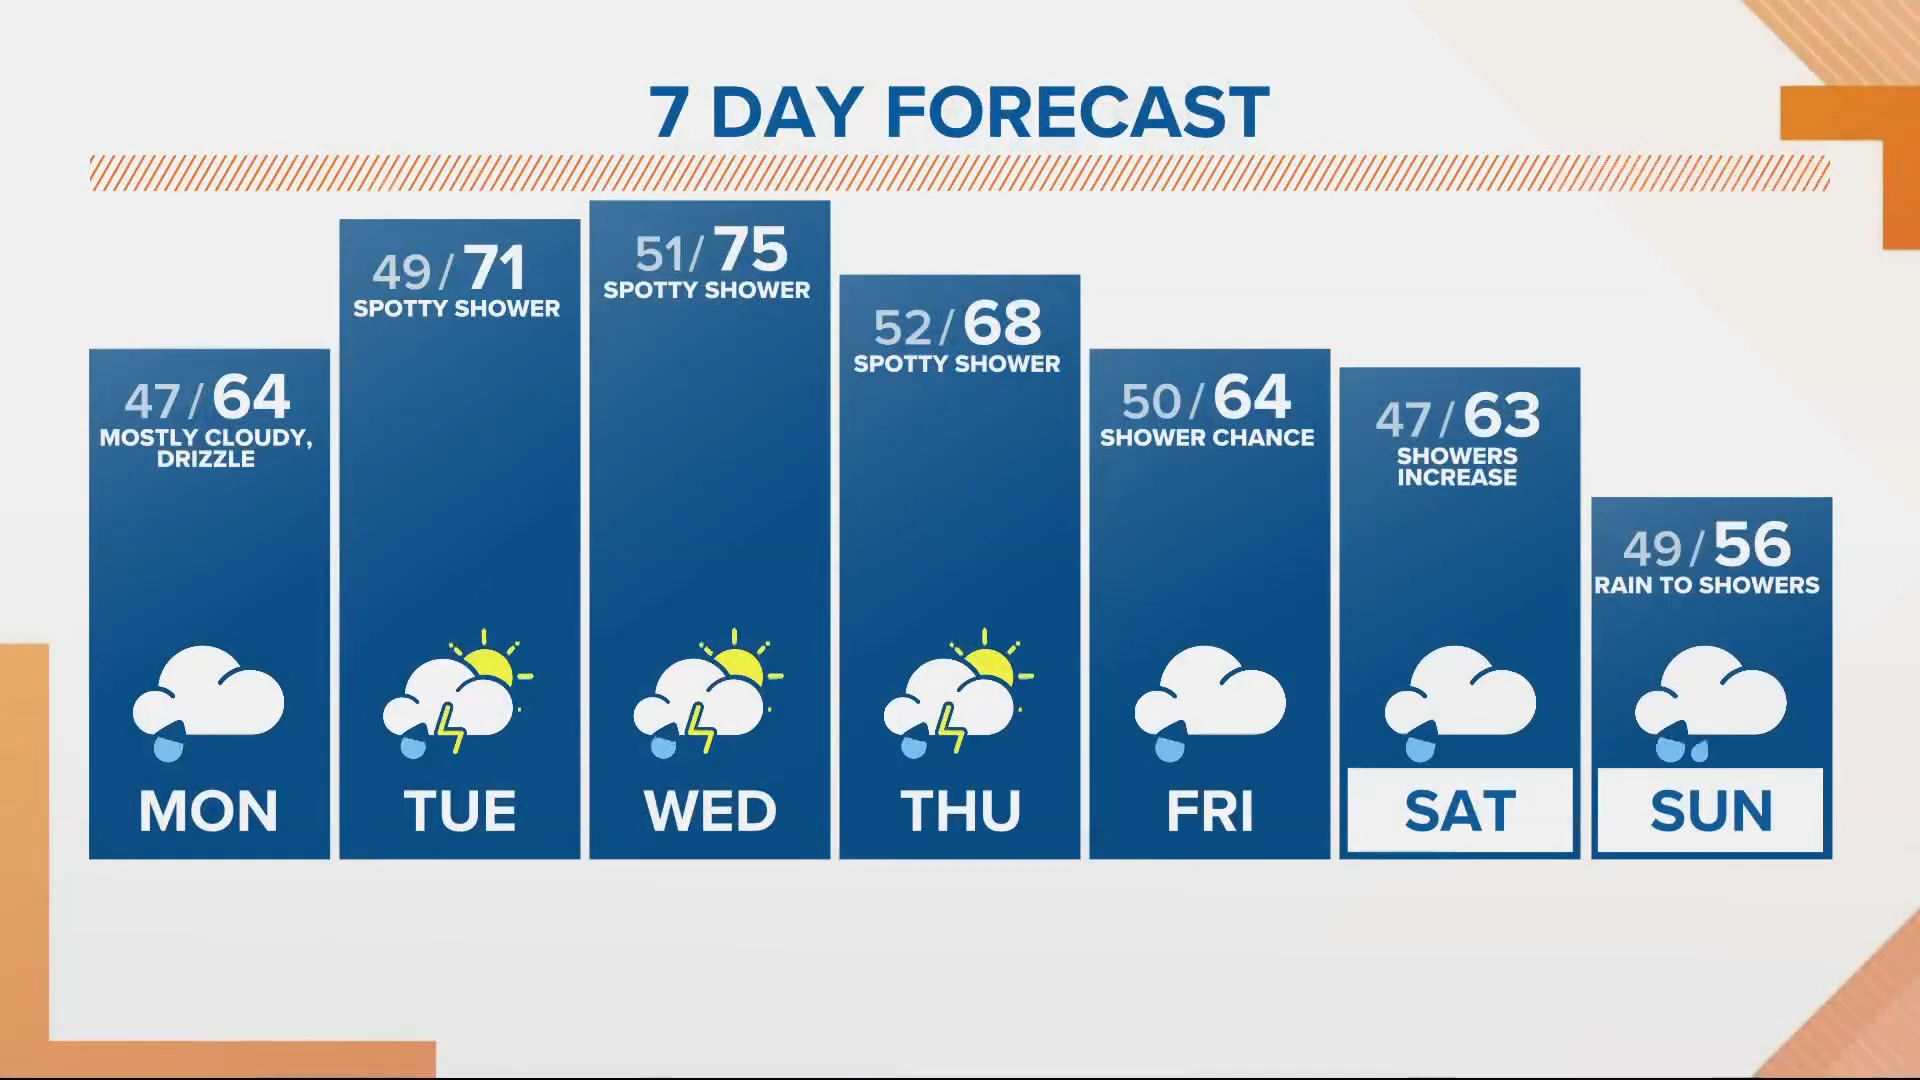 7 DAY FORECAST
47/64
MOSTLY CLOUDY,
DRIZZLE
MON
49/71
SPOTTY SHOWER
TUE
51/75
SPOTTY SHOWER
WED
52/68
SPOTTY SHOWER
THU
50/64
SHOWER CHANCE
FRI
47/63
SHOWERS
INCREASE
SAT
49/56
RAIN TO SHOWERS
SUN